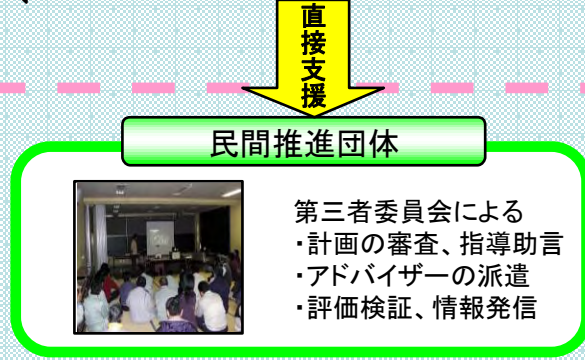 直接支援
民間推進団体
第三者委員会による
・計画の審査、指導助言
・アドバイザーの派遣
・評価検証、情報発信